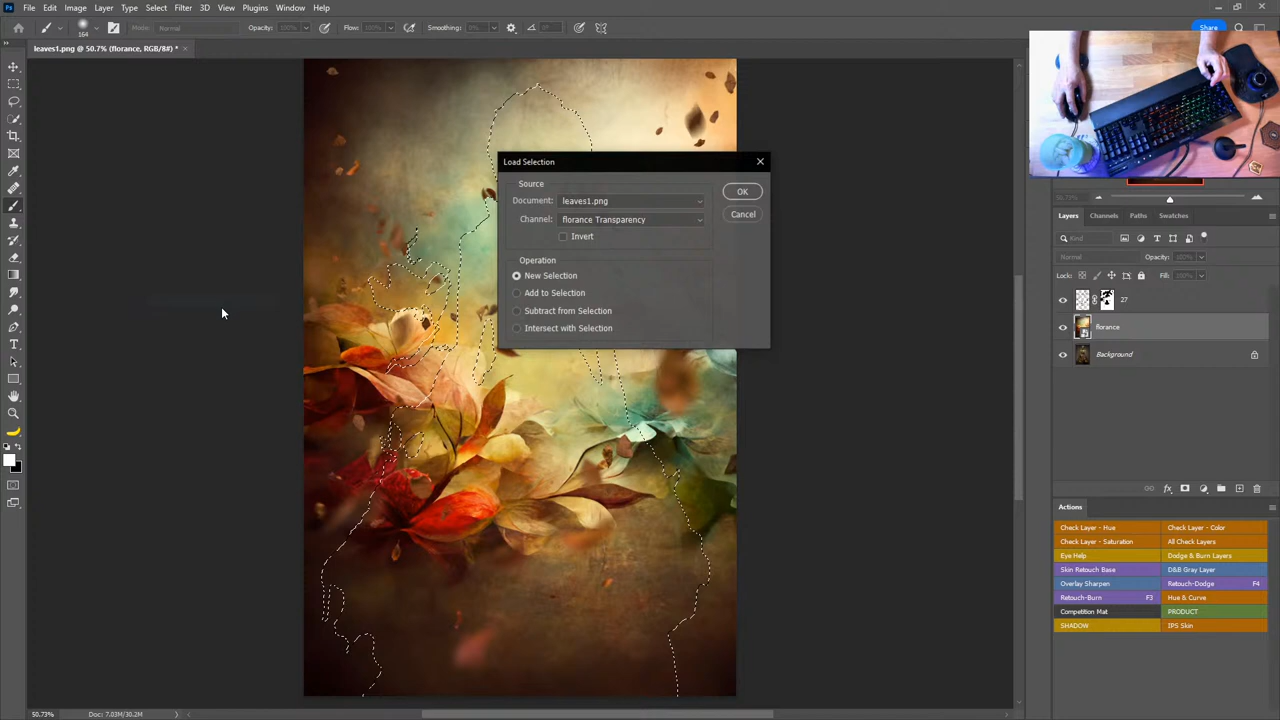 File Edit Image Layer Type Select Filter 3D View Plugins Window Help
164 Mode: Normal Opacity: 100% Flow: 100% Smoothing: 0% 0° Share
leaves1.png @ 50.7% (florance, RGB/8#) *
Load Selection
Source
Document: leaves1.png
Channel: florance Transparency
Invert
Operation
New Selection
Add to Selection
Subtract from Selection
Intersect with Selection
OK
Cancel
50.73%
Layers Channels Paths Swatches
Kind
Normal Opacity: 100%
Lock: Fill: 100%
27
florance
Background
Actions
Check Layer - Hue Check Layer - Color
Check Layer - Saturation All Check Layers
Eye Help Dodge & Burn Layers
Skin Retouch Base D&B Gray Layer
Overlay Sharpen Retouch-Dodge F4
Retouch-Burn F3 Hue & Curve
Competition Mat PRODUCT
SHADOW IPS Skin
50.73% Doc: 7.03M/30.2M